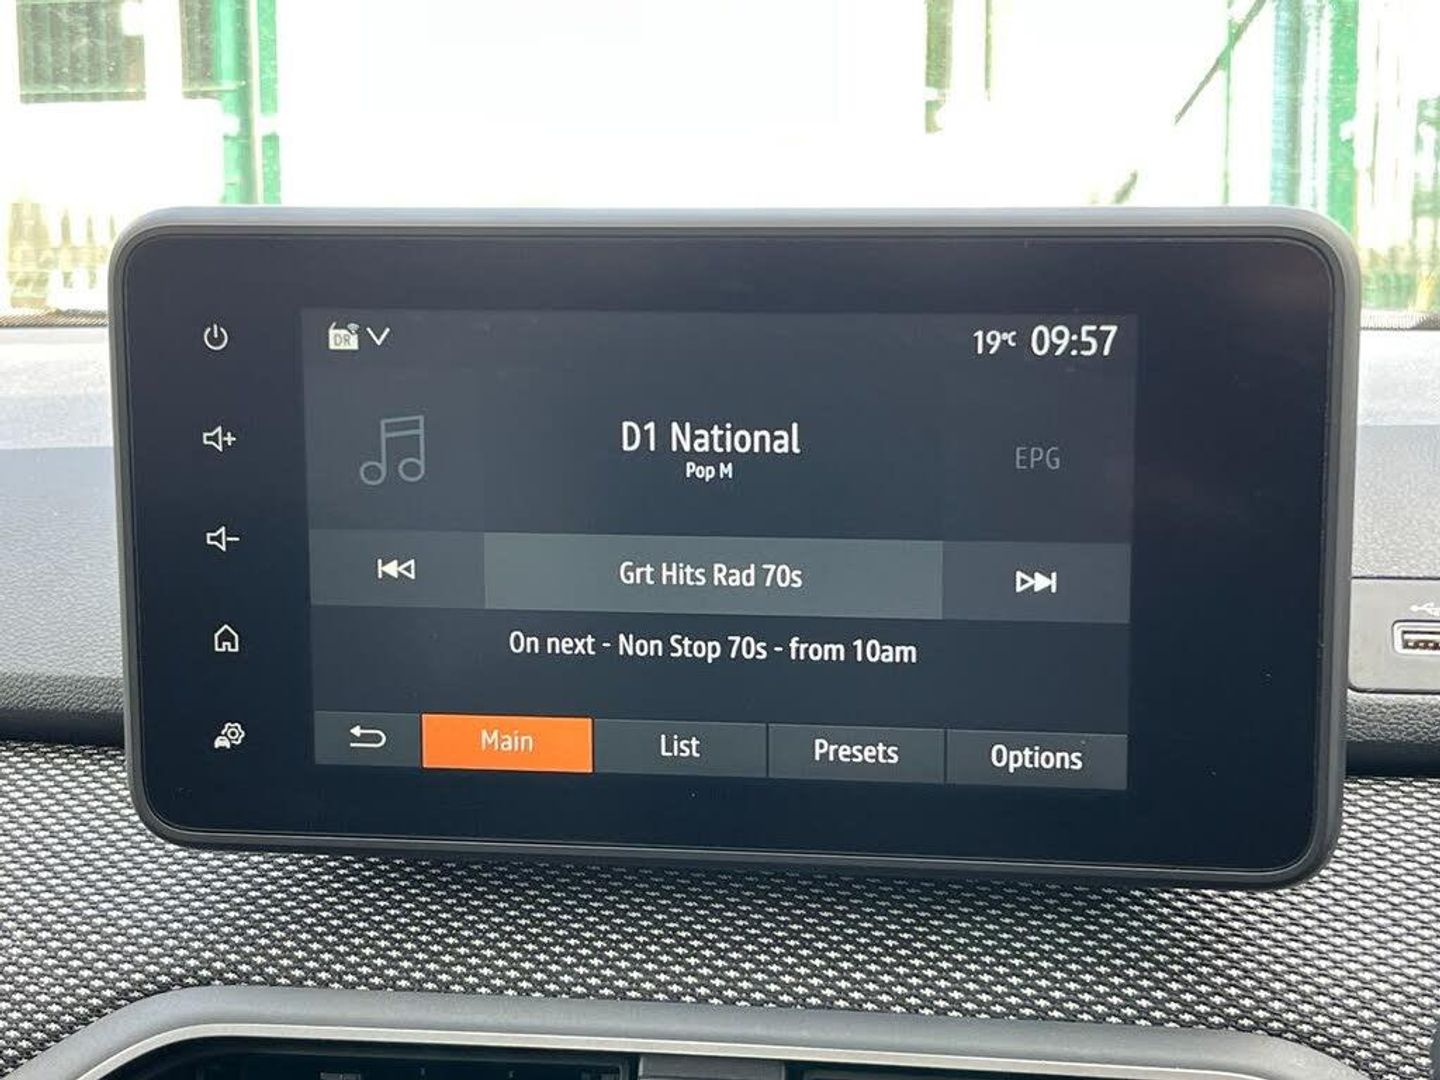 DR
19°C 09:57
D1 National
Pop M
EPG
Grt Hits Rad 70s
On next - Non Stop 70s - from 10am
Main List Presets Options